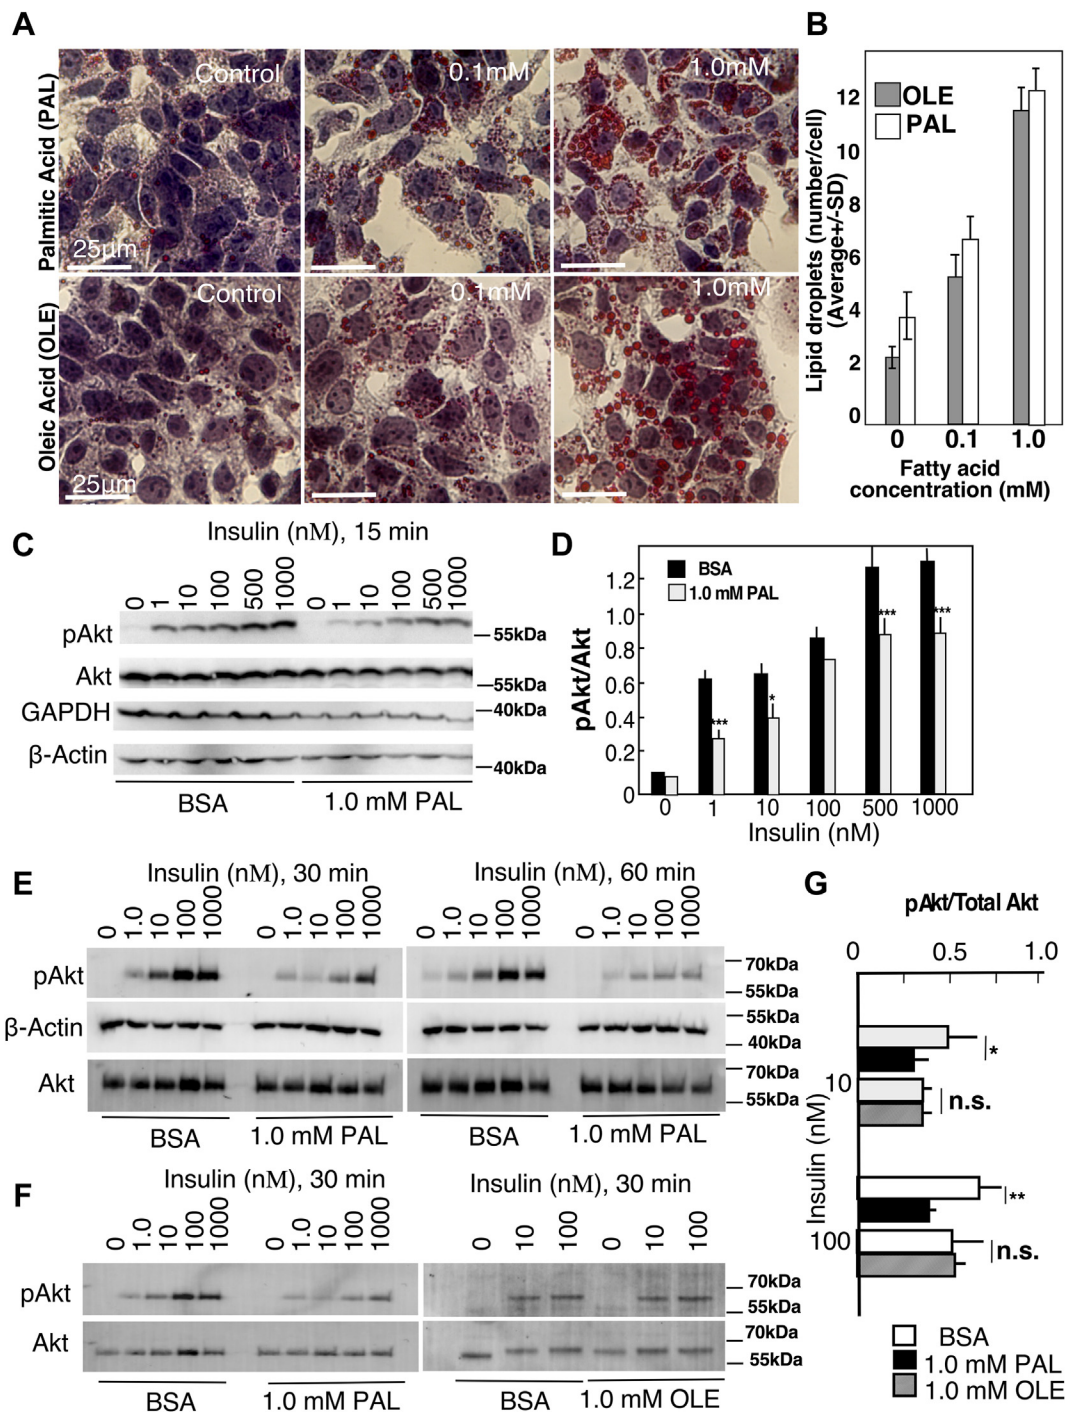 A
Palmitic Acid (PAL)
Control
0.1mM
1.0mM
25µm
Oleic Acid (OLE)
Control
0.1mM
1.0mM
25µm
B
Lipid droplets (number/cell)
(Average+/-SD)
12
10
8
6
4
2
0
OLE
PAL
0 0.1 1.0
Fatty acid
concentration (mM)
C
Insulin (nM), 15 min
0 1 10 100 500 1000 0 1 10 100 500 1000
pAkt
55kDa
Akt
55kDa
GAPDH
40kDa
β-Actin
40kDa
BSA 1.0 mM PAL
D
pAkt/Akt
1.2
1.0
0.8
0.6
0.4
0.2
0
BSA
1.0 mM PAL
***
*
***
***
0 1 10 100 500 1000
Insulin (nM)
E
Insulin (nM), 30 min
0 1.0 10 100 1000 0 1.0 10 100 1000
Insulin (nM), 60 min
0 1.0 10 100 1000 0 1.0 10 100 1000
pAkt
70kDa
55kDa
β-Actin
55kDa
40kDa
Akt
70kDa
55kDa
BSA 1.0 mM PAL BSA 1.0 mM PAL
F
Insulin (nM), 30 min
0 1.0 10 100 1000 0 1.0 10 100 1000
Insulin (nM), 30 min
0 10 100 0 10 100
pAkt
70kDa
55kDa
Akt
70kDa
55kDa
BSA 1.0 mM PAL BSA 1.0 mM OLE
G
pAkt/Total Akt
0 0.5 1.0
Insulin (nM)
10
*
n.s.
100
**
n.s.
BSA
1.0 mM PAL
1.0 mM OLE